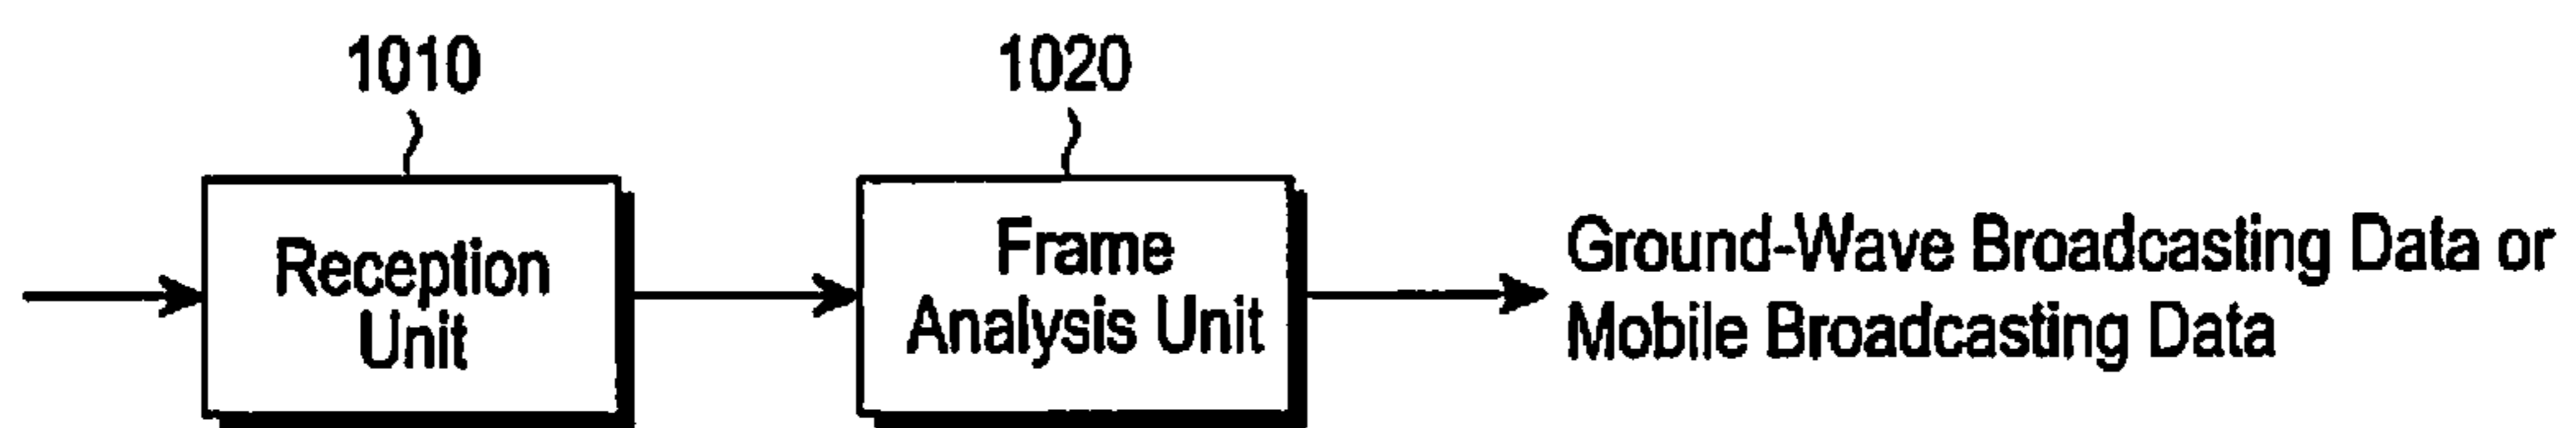 1010
1020
Reception
Unit
Frame
Analysis Unit
Ground-Wave Broadcasting Data or
Mobile Broadcasting Data